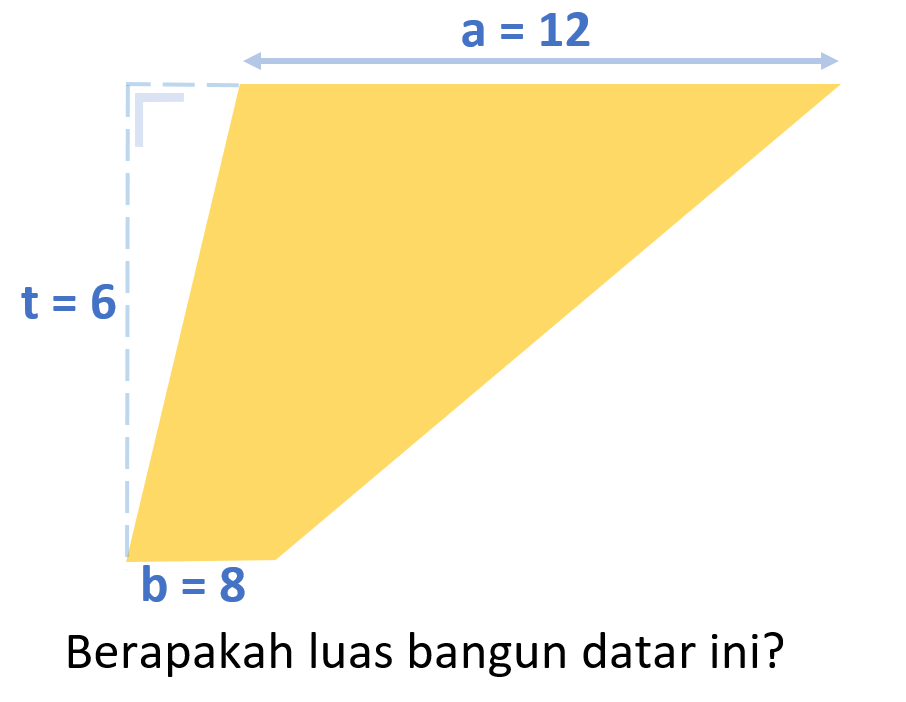 a = 12
t = 6
b = 8
Berapakah luas bangun datar ini?